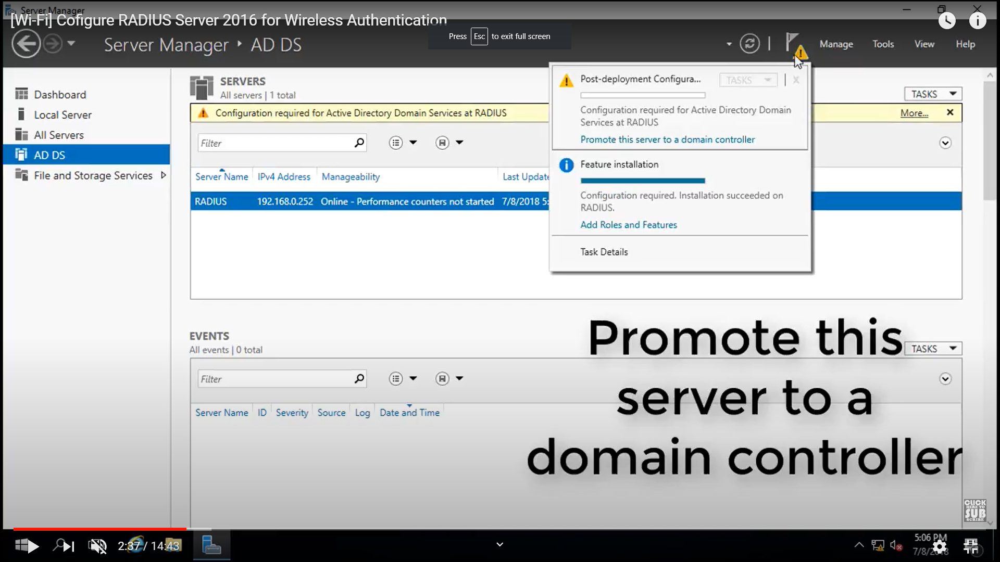 Server Manager
[Wi-Fi] Cofigure RADIUS Server 2016 for Wireless Authentication
Press Esc to exit full screen
Server Manager AD DS
Manage Tools View Help
Dashboard
Local Server
All Servers
AD DS
File and Storage Services
SERVERS
All servers | 1 total
TASKS
Configuration required for Active Directory Domain Services at RADIUS
More...
Filter
Server Name IPv4 Address Manageability Last Update
RADIUS 192.168.0.252 Online - Performance counters not started 7/8/2018 5:
Post-deployment Configura...
TASKS
X
Configuration required for Active Directory Domain
Services at RADIUS
Promote this server to a domain controller
Feature installation
Configuration required. Installation succeeded on
RADIUS.
Add Roles and Features
Task Details
EVENTS
All events | 0 total
TASKS
Filter
Server Name ID Severity Source Log Date and Time
Promote this
server to a
domain controller
CLICK
HERE TO
SUB
SCRIBE
2:37 / 14:43
5:06 PM
7/8/2018